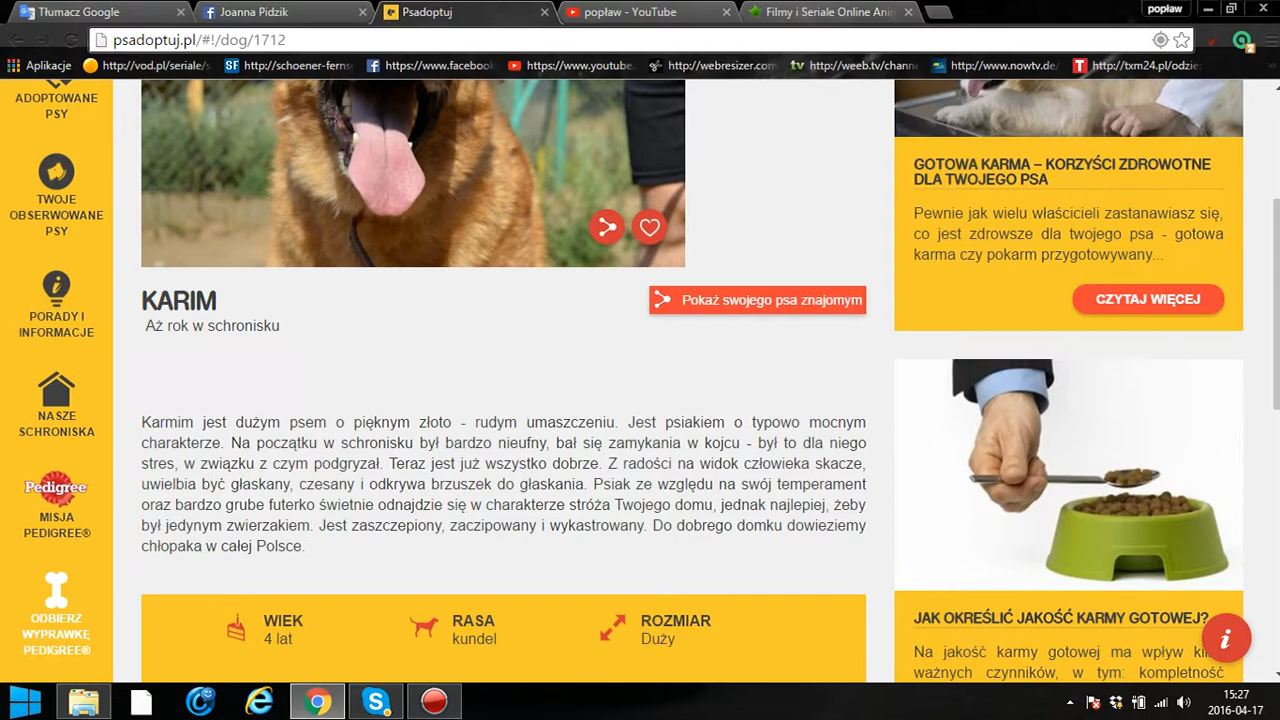 Tłumacz Google
Joanna Pidzik
Psadoptuj
popław - YouTube
Filmy i Seriale Online Ani
popław
psadoptuj.pl/#!/dog/1712
2
Aplikacje
http://vod.pl/seriale/s
http://schoener-ferns
https://www.facebook
https://www.youtube.
http://webresizer.com
http://weeb.tv/chann
http://www.nowtv.de/
http://txm24.pl/odzie
ADOPTOWANE
PSY
TWOJE
OBSERWOWANE
PSY
PORADY I
INFORMACJE
NASZE
SCHRONISKA
Pedigree
MISJA
PEDIGREE®
ODBIERZ
WYPRAWKĘ
PEDIGREE®
KARIM
Aż rok w schronisku
Pokaż swojego psa znajomym
Karmim jest dużym psem o pięknym złoto - rudym umaszczeniu. Jest psiakiem o typowo mocnym
charakterze. Na początku w schronisku był bardzo nieufny, bał się zamykania w kojcu - był to dla niego
stres, w związku z czym podgryzał. Teraz jest już wszystko dobrze. Z radości na widok człowieka skacze,
uwielbia być głaskany, czesany i odkrywa brzuszek do głaskania. Psiak ze względu na swój temperament
oraz bardzo grube futerko świetnie odnajdzie się w charakterze stróża Twojego domu, jednak najlepiej, żeby
był jedynym zwierzakiem. Jest zaszczepiony, zaczipowany i wykastrowany. Do dobrego domku dowieziemy
chłopaka w całej Polsce.
WIEK
4 lat
RASA
kundel
ROZMIAR
Duży
GOTOWA KARMA – KORZYŚCI ZDROWOTNE
DLA TWOJEGO PSA
Pewnie jak wielu właścicieli zastanawiasz się,
co jest zdrowsze dla twojego psa - gotowa
karma czy pokarm przygotowywany...
CZYTAJ WIĘCEJ
JAK OKREŚLIĆ JAKOŚĆ KARMY GOTOWEJ?
Na jakość karmy gotowej ma wpływ
ważnych czynników, w tym: kompletność
15:27
2016-04-17